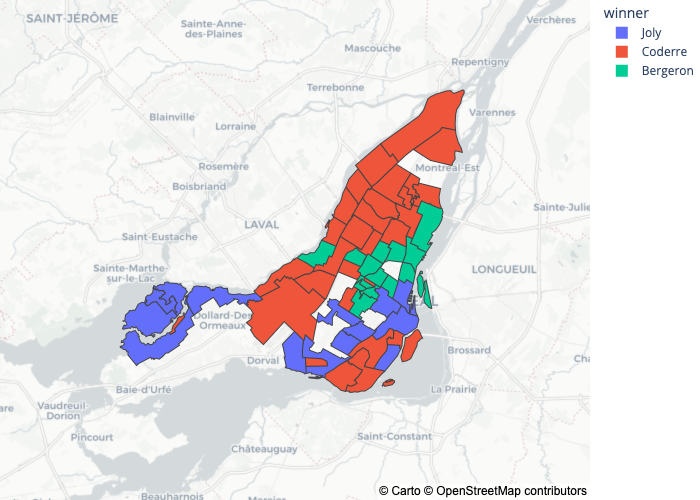 winner
Joly
Coderre
Bergeron
SAINT-JÉRÔME
Sainte-Anne-
des-Plaines
Verchères
Mascouche
Repentigny
Terrebonne
Varennes
Blainville
Lorraine
Rosemère
Montréal-Est
Boisbriand
Sainte-Julie
LAVAL
Saint-Eustache
Sainte-Marthe-
sur-le-Lac
LONGUEUIL
Dollard-Des
Ormeaux
Dorval
Brossard
Baie-d'Urfé
La Prairie
Vaudreuil-
Dorion
Pincourt
Saint-Constant
Châteauguay
Beauharnois
© Carto © OpenStreetMap contributors